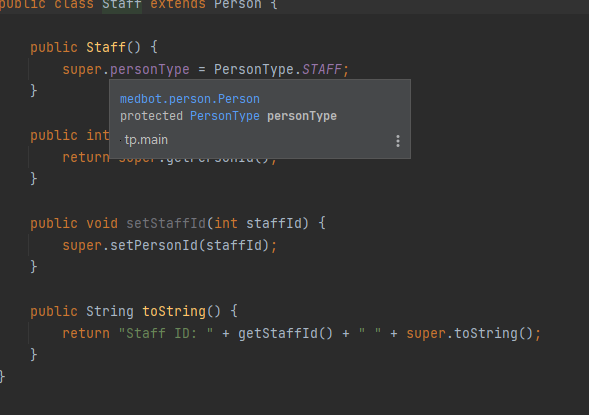 public class Staff extends Person {
public Staff() {
super.personType = PersonType.STAFF;
}
medbot.person.Person
protected PersonType personType
tp.main
public int
return super.getPersonId();
}
public void setStaffId(int staffId) {
super.setPersonId(staffId);
}
public String toString() {
return "Staff ID: " + getStaffId() + " " + super.toString();
}
}